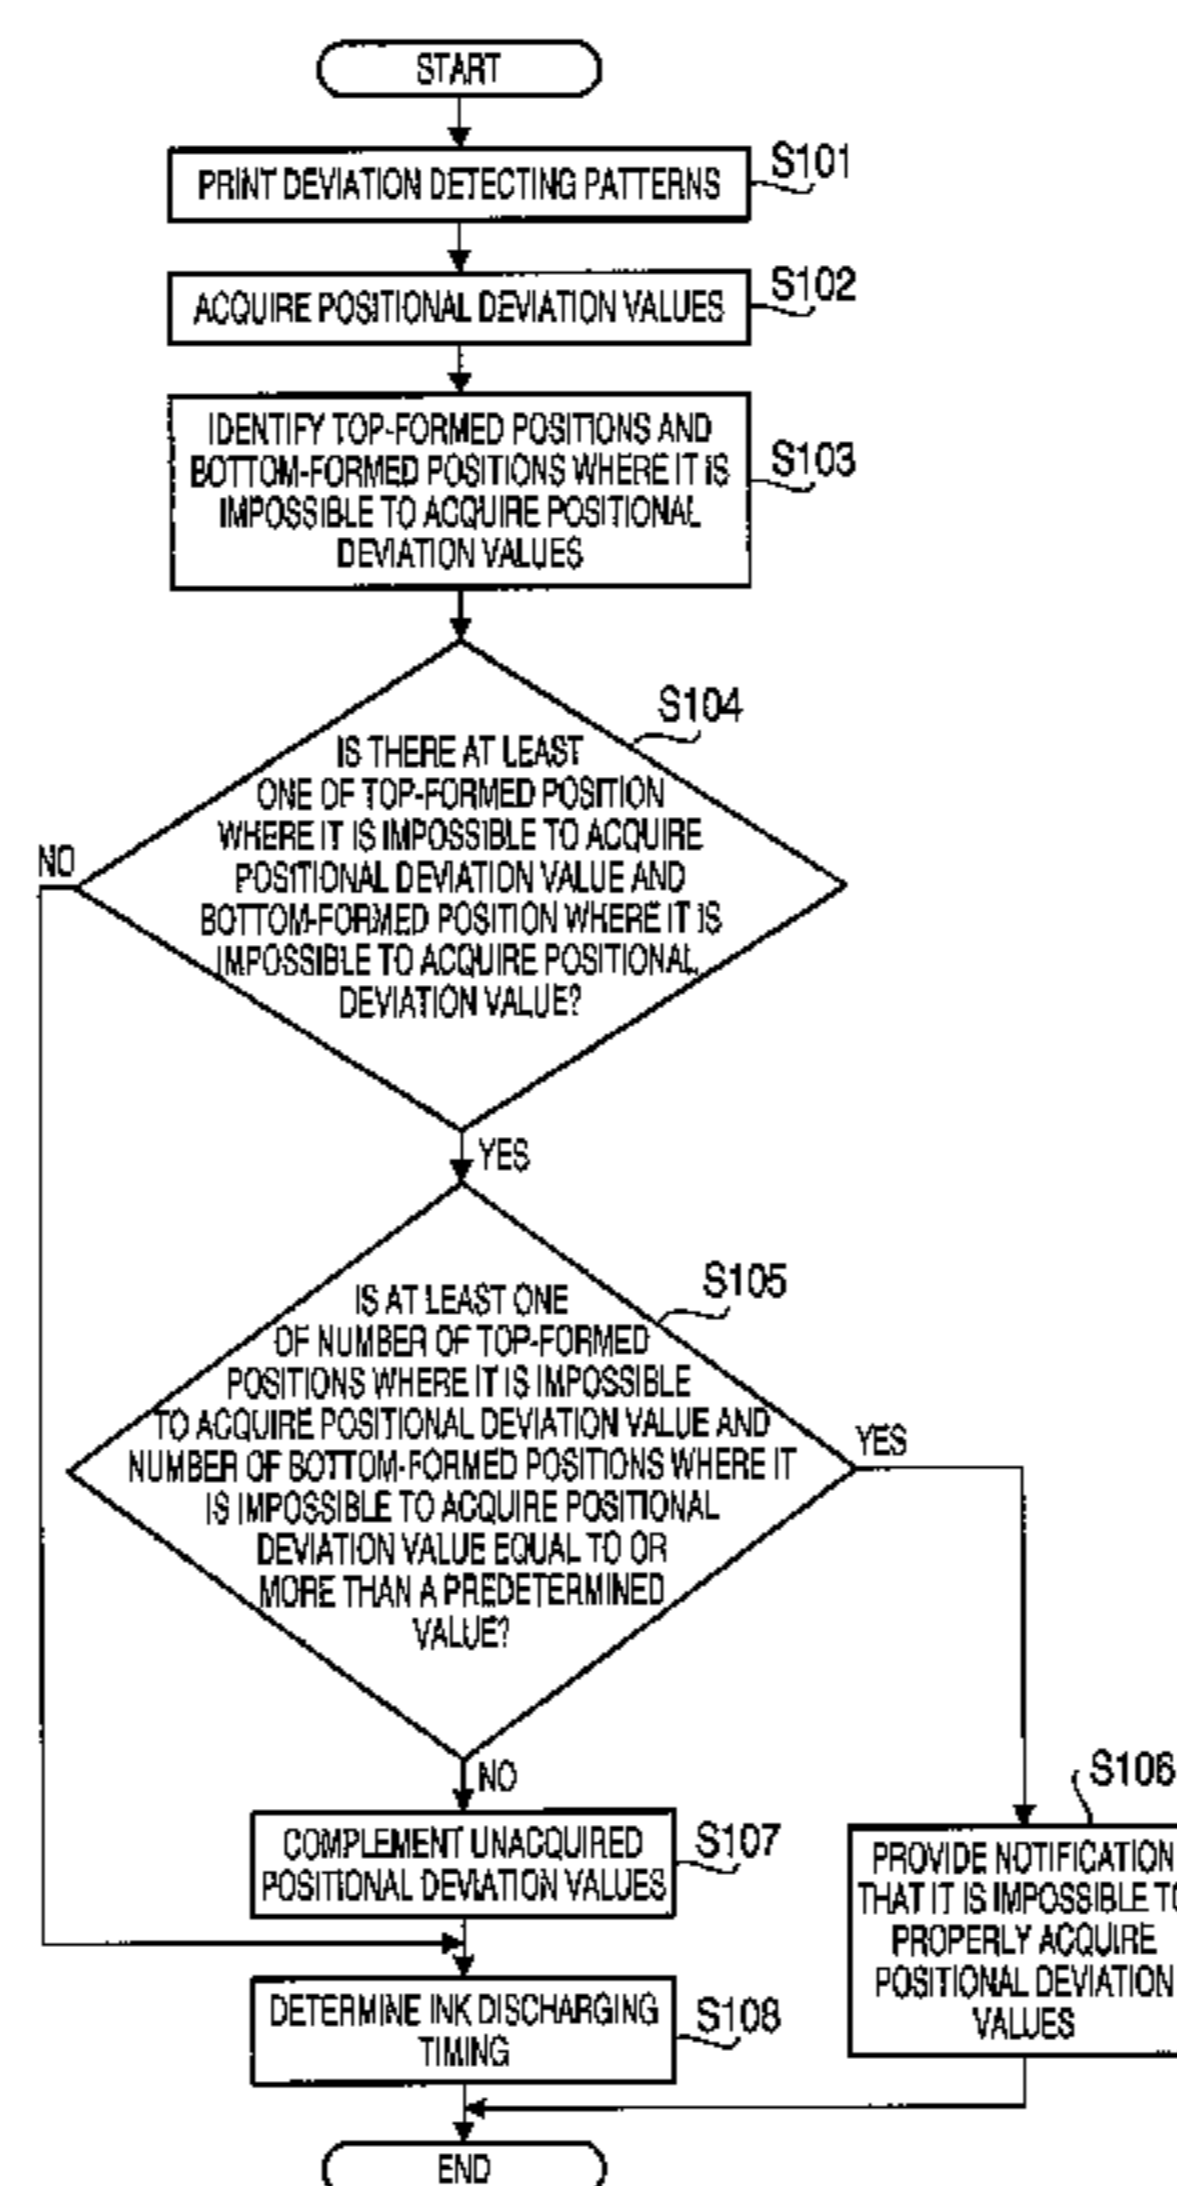 START
PRINT DEVIATION DETECTING PATTERNS
S101
ACQUIRE POSITIONAL DEVIATION VALUES
S102
IDENTIFY TOP-FORMED POSITIONS AND
BOTTOM-FORMED POSITIONS WHERE IT IS
IMPOSSIBLE TO ACQUIRE POSITIONAL
DEVIATION VALUES
S103
S104
IS THERE AT LEAST
ONE OF TOP-FORMED POSITION
WHERE IT IS IMPOSSIBLE TO ACQUIRE
POSITIONAL DEVIATION VALUE AND
BOTTOM-FORMED POSITION WHERE IT IS
IMPOSSIBLE TO ACQUIRE POSITIONAL
DEVIATION VALUE?
NO
YES
S105
IS AT LEAST ONE
OF NUMBER OF TOP-FORMED
POSITIONS WHERE IT IS IMPOSSIBLE
TO ACQUIRE POSITIONAL DEVIATION VALUE AND
NUMBER OF BOTTOM-FORMED POSITIONS WHERE IT
IS IMPOSSIBLE TO ACQUIRE POSITIONAL
DEVIATION VALUE EQUAL TO OR
MORE THAN A PREDETERMINED
VALUE?
YES
NO
S106
PROVIDE NOTIFICATION
THAT IT IS IMPOSSIBLE TO
PROPERLY ACQUIRE
POSITIONAL DEVIATION
VALUES
COMPLEMENT UNACQUIRED
POSITIONAL DEVIATION VALUES
S107
DETERMINE INK DISCHARGING
TIMING
S108
END